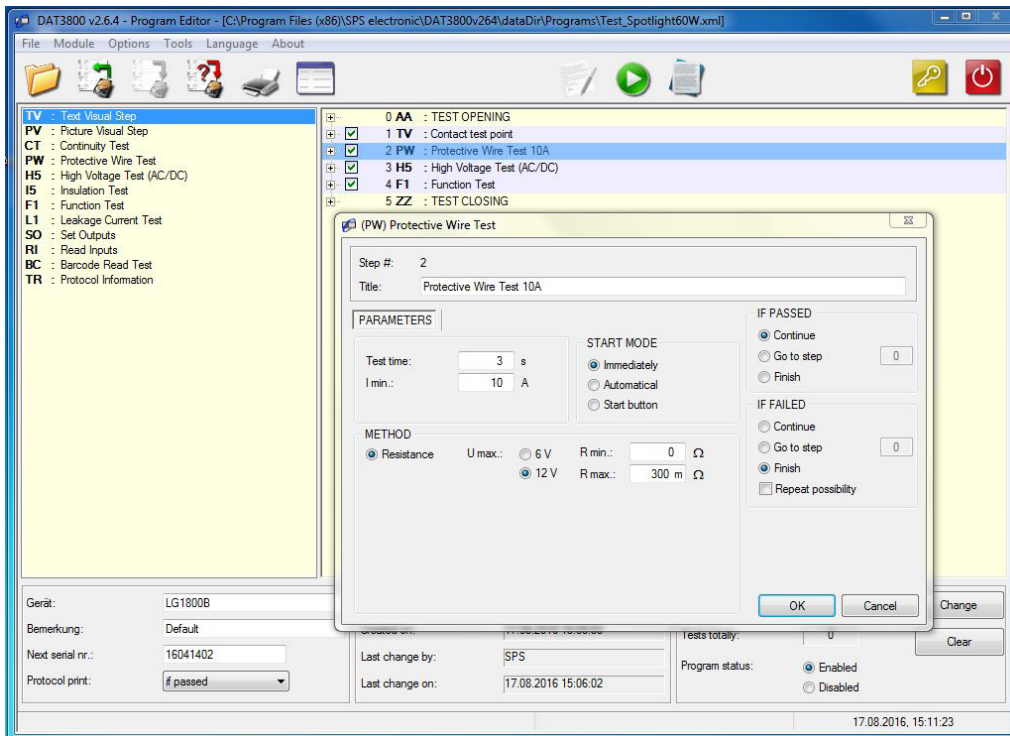 DAT3800 v2.6.4 - Program Editor - [C:\Program Files (x86)\SPS electronic\DAT3800v264\dataDir\Programs\Test_Spotlight60W.xml]
File Module Options Tools Language About
TV : Text Visual Step
PV : Picture Visual Step
CT : Continuity Test
PW : Protective Wire Test
H5 : High Voltage Test (AC/DC)
I5 : Insulation Test
F1 : Function Test
L1 : Leakage Current Test
SO : Set Outputs
RI : Read Inputs
BC : Barcode Read Test
TR : Protocol Information
0 AA : TEST OPENING
1 TV : Contact test point
2 PW : Protective Wire Test 10A
3 H5 : High Voltage Test (AC/DC)
4 F1 : Function Test
5 ZZ : TEST CLOSING
(PW) Protective Wire Test
Step #: 2
Title: Protective Wire Test 10A
PARAMETERS
Test time: 3 s
I min.: 10 A
START MODE
Immediately
Automatical
Start button
METHOD
Resistance
U max.: 6 V
12 V
R min.: 0 Ω
R max.: 300 m Ω
IF PASSED
Continue
Go to step 0
Finish
IF FAILED
Continue
Go to step 0
Finish
Repeat possibility
OK Cancel
Gerät: LG1800B
Bemerkung: Default
Next serial nr.: 16041402
Protocol print: if passed
Last change by: SPS
Last change on: 17.08.2016 15:06:02
Tests totally: 0
Program status: Enabled
Disabled
Change
Clear
17.08.2016, 15:11:23